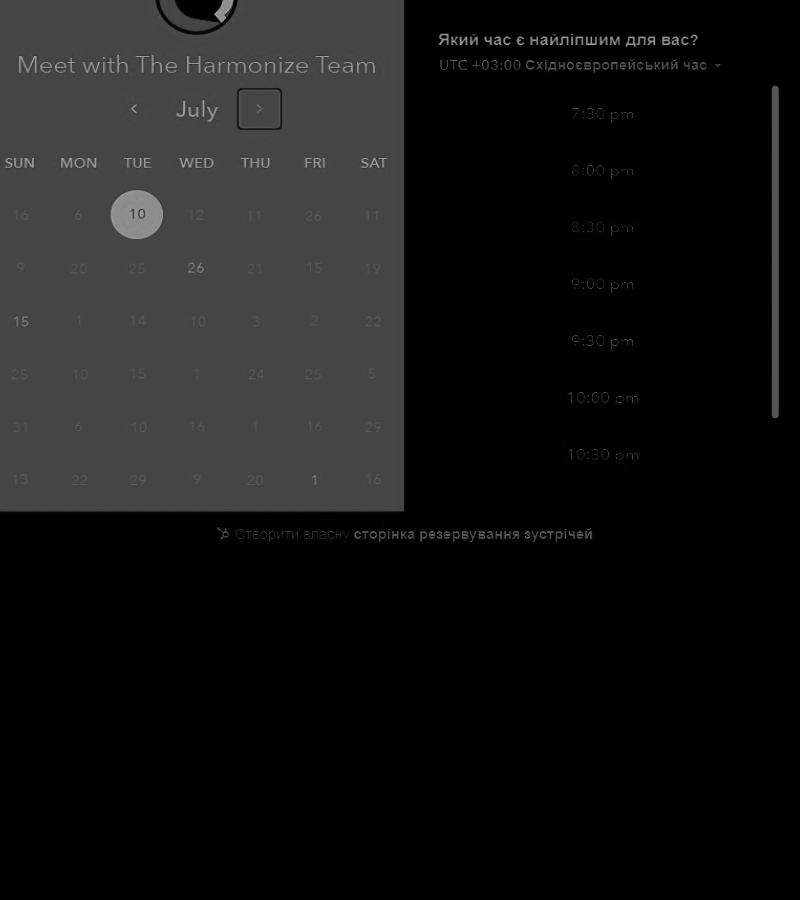 Meet with The Harmonize Team
July
SUN MON TUE WED THU FRI SAT
16 6 10 12 11 26 11
9 20 25 26 21 15 19
15 1 14 10 3 2 22
25 10 15 1 24 25 5
31 6 10 16 1 16 29
13 22 29 9 20 1 16
Який час є найліпшим для вас?
UTC +03:00 Східноєвропейський час
7:30 pm
8:00 pm
8:30 pm
9:00 pm
9:30 pm
10:00 pm
10:30 pm
Створити власну сторінка резервування зустрічей